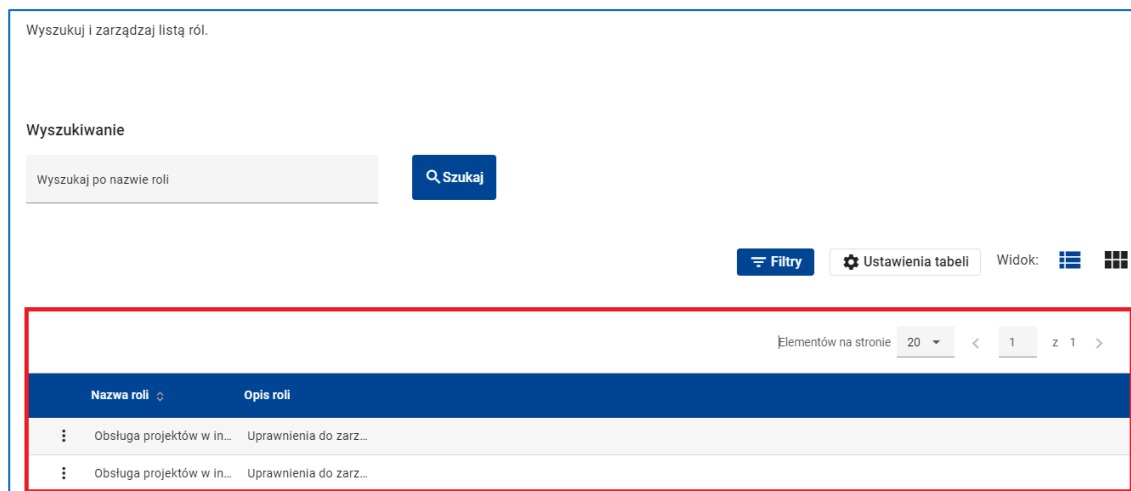 Wyszukuj i zarządzaj listą ról.
Wyszukiwanie
Wyszukaj po nazwie roli
Szukaj
Filtry
Ustawienia tabeli
Widok:
Elementów na stronie 20 1 z 1
Nazwa roli Opis roli
Obsługa projektów w in... Uprawnienia do zarz...
Obsługa projektów w in... Uprawnienia do zarz...